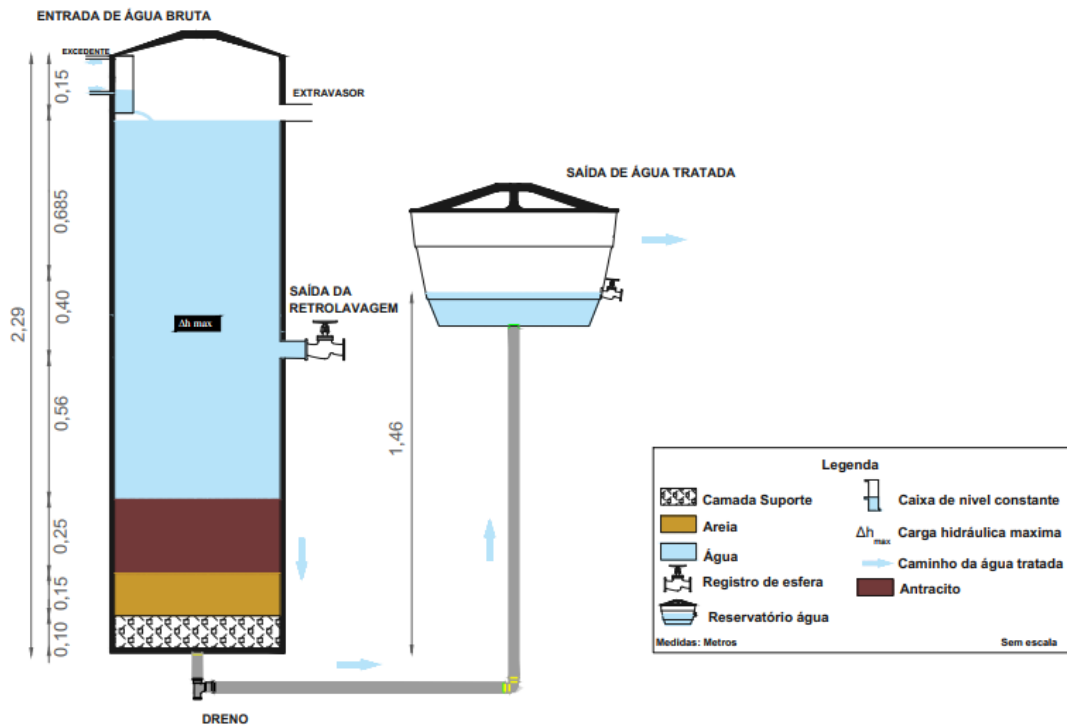 ENTRADA DE ÁGUA BRUTA
EXCEDENTE
0,15
EXTRAVASOR
SAÍDA DE ÁGUA TRATADA
0,685
SAÍDA DA
RETROLAVAGEM
0,40
2,29
Δh max
0,56
1,46
0,25
0,15
0,10
DRENO
Legenda
Camada Suporte
Areia
Água
Registro de esfera
Reservatório água
Caixa de nivel constante
Δhmax Carga hidráulica maxima
Caminho da água tratada
Antracito
Medidas: Metros
Sem escala